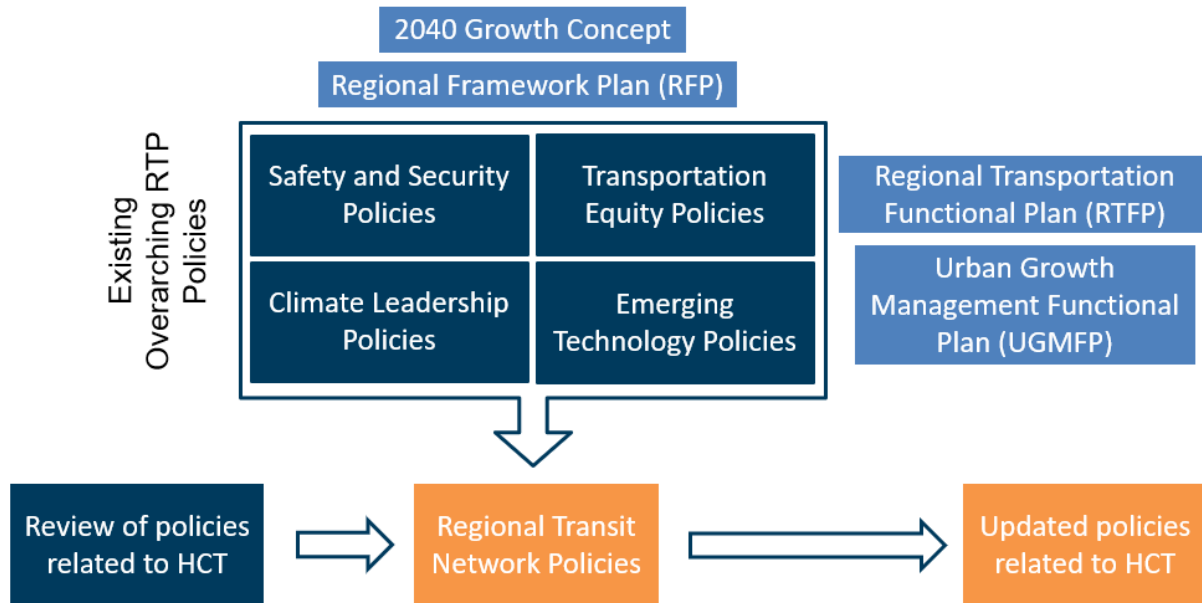 2040 Growth Concept
Regional Framework Plan (RFP)
Existing
Overarching RTP
Policies
Safety and Security
Policies
Transportation
Equity Policies
Climate Leadership
Policies
Emerging
Technology Policies
Regional Transportation
Functional Plan (RTFP)
Urban Growth
Management Functional
Plan (UGMFP)
Review of policies
related to HCT
Regional Transit
Network Policies
Updated policies
related to HCT